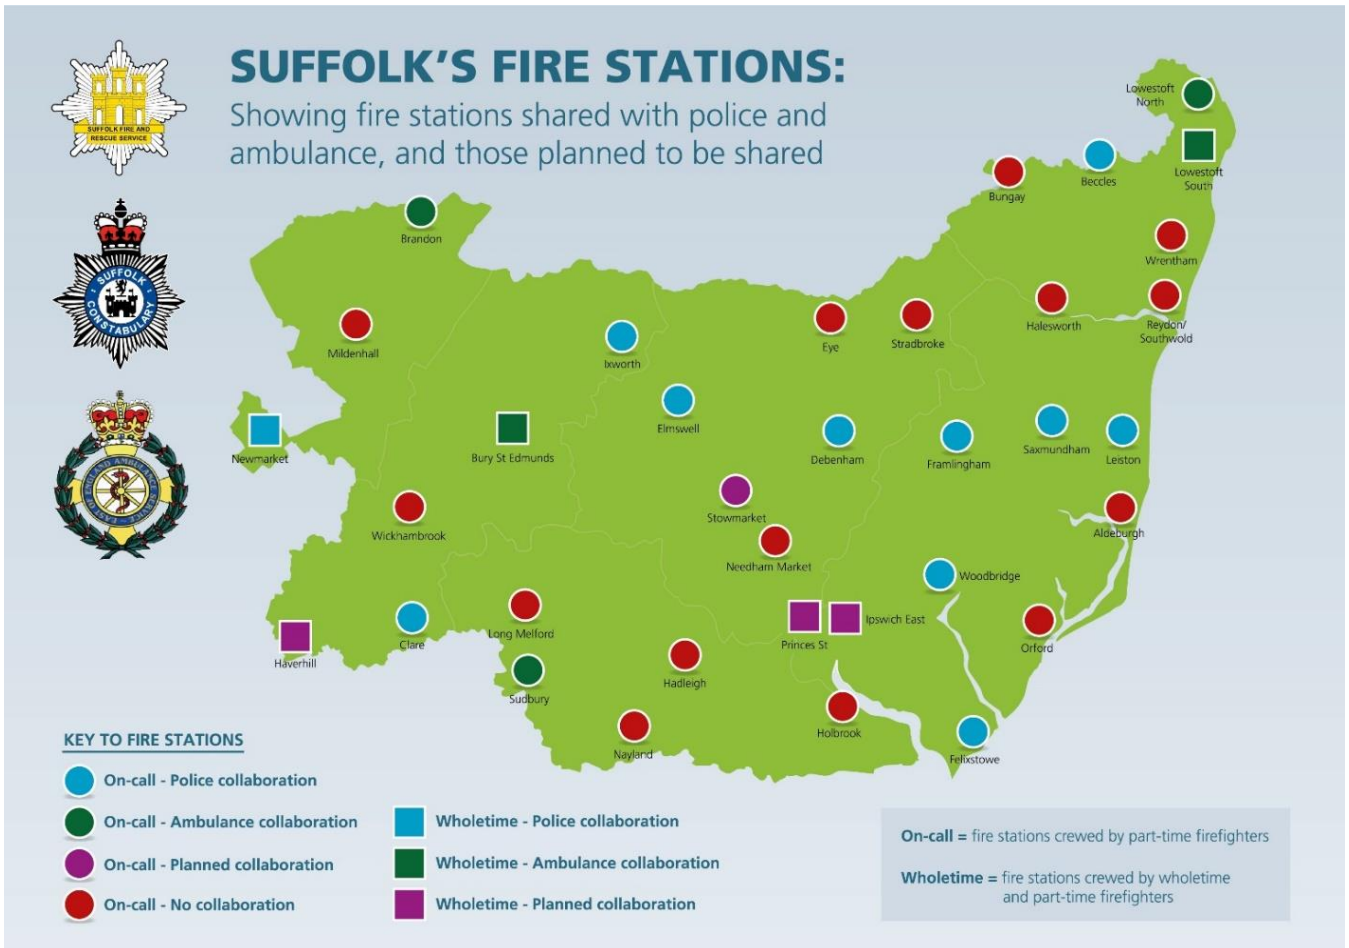 SUFFOLK'S FIRE STATIONS:
Showing fire stations shared with police and
ambulance, and those planned to be shared
SUFFOLK FIRE AND
RESCUE SERVICE
SUFFOLK
CONSTABULARY
EAST OF ENGLAND AMBULANCE SERVICE
Lowestoft
North
Lowestoft
South
Beccles
Bungay
Brandon
Wrentham
Mildenhall
Ixworth
Eye
Stradbroke
Halesworth
Reydon/
Southwold
Newmarket
Bury St Edmunds
Elmswell
Debenham
Framlingham
Saxmundham
Leiston
Wickhambrook
Stowmarket
Needham Market
Aldeburgh
Woodbridge
Haverhill
Clare
Long Melford
Princes St
Ipswich East
Orford
Sudbury
Hadleigh
Nayland
Holbrook
Felixstowe
KEY TO FIRE STATIONS
On-call - Police collaboration
On-call - Ambulance collaboration
On-call - Planned collaboration
On-call - No collaboration
Wholetime - Police collaboration
Wholetime - Ambulance collaboration
Wholetime - Planned collaboration
On-call = fire stations crewed by part-time firefighters
Wholetime = fire stations crewed by wholetime
and part-time firefighters